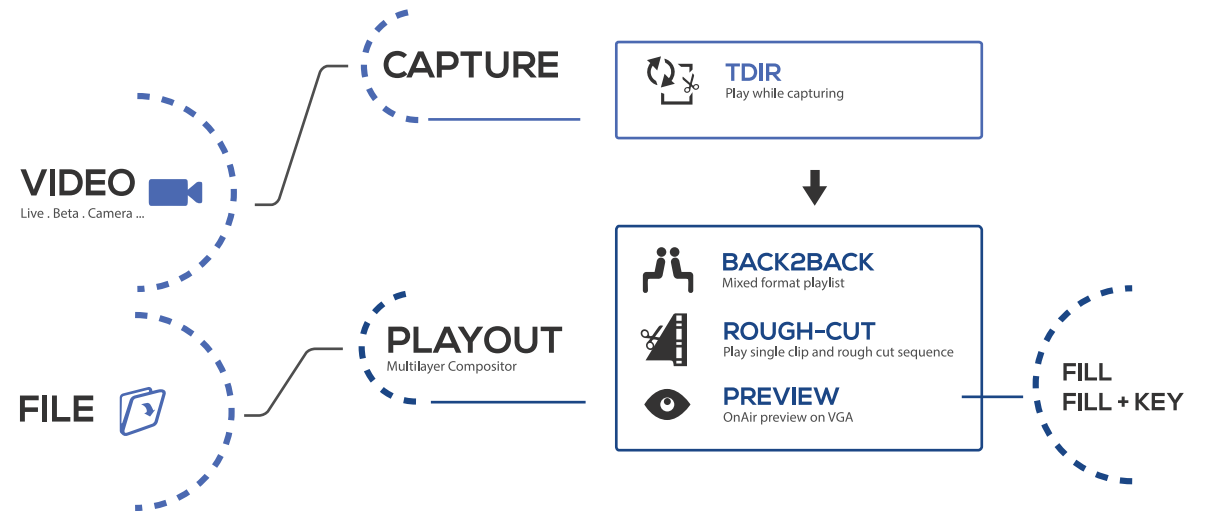 VIDEO
Live . Beta . Camera ...
FILE
CAPTURE
PLAYOUT
Multilayer Compositor
TDIR
Play while capturing
BACK2BACK
Mixed format playlist
ROUGH-CUT
Play single clip and rough cut sequence
PREVIEW
OnAir preview on VGA
FILL
FILL + KEY